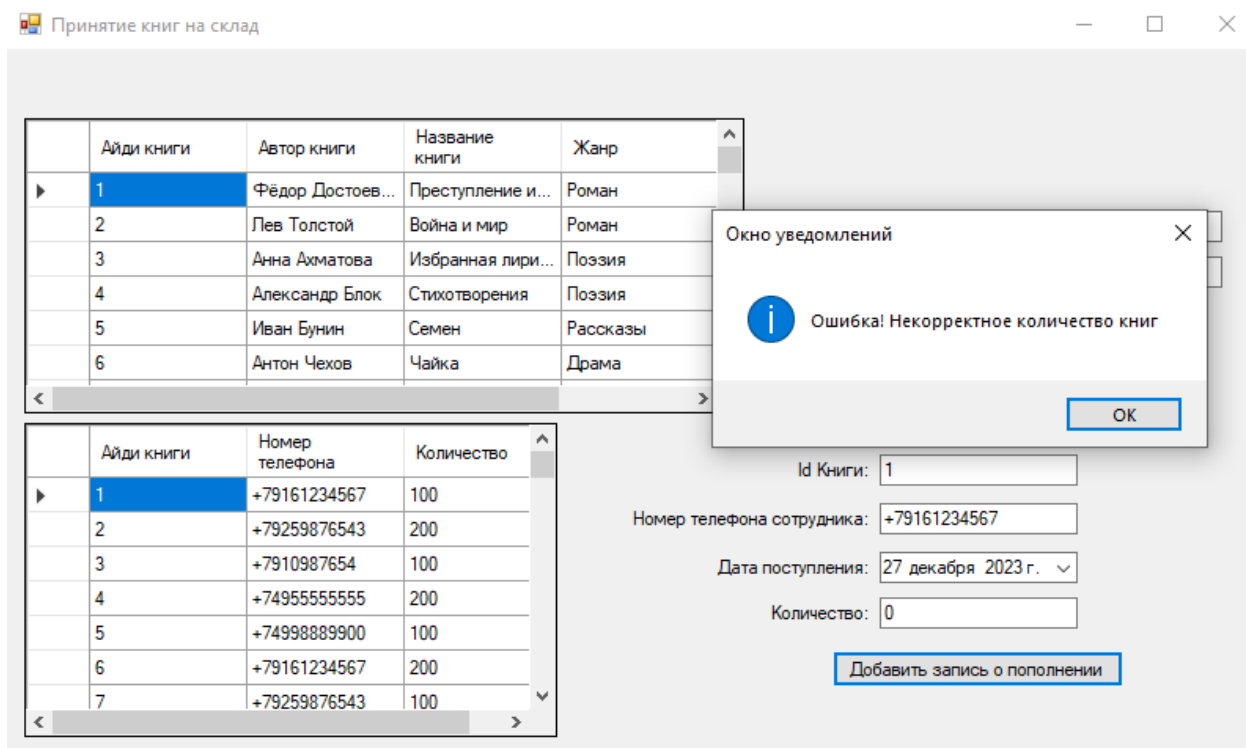 Принятие книг на склад
Айди книги Автор книги Название книги Жанр
1 Фёдор Достоев... Преступление и... Роман
2 Лев Толстой Война и мир Роман
3 Анна Ахматова Избранная лири... Поэзия
4 Александр Блок Стихотворения Поэзия
5 Иван Бунин Семен Рассказы
6 Антон Чехов Чайка Драма
Окно уведомлений
Ошибка! Некорректное количество книг
ОК
Айди книги Номер телефона Количество
1 +79161234567 100
2 +79259876543 200
3 +7910987654 100
4 +74955555555 200
5 +74998889900 100
6 +79161234567 200
7 +79259876543 100
Id Книги: 1
Номер телефона сотрудника: +79161234567
Дата поступления: 27 декабря 2023 г.
Количество: 0
Добавить запись о пополнении